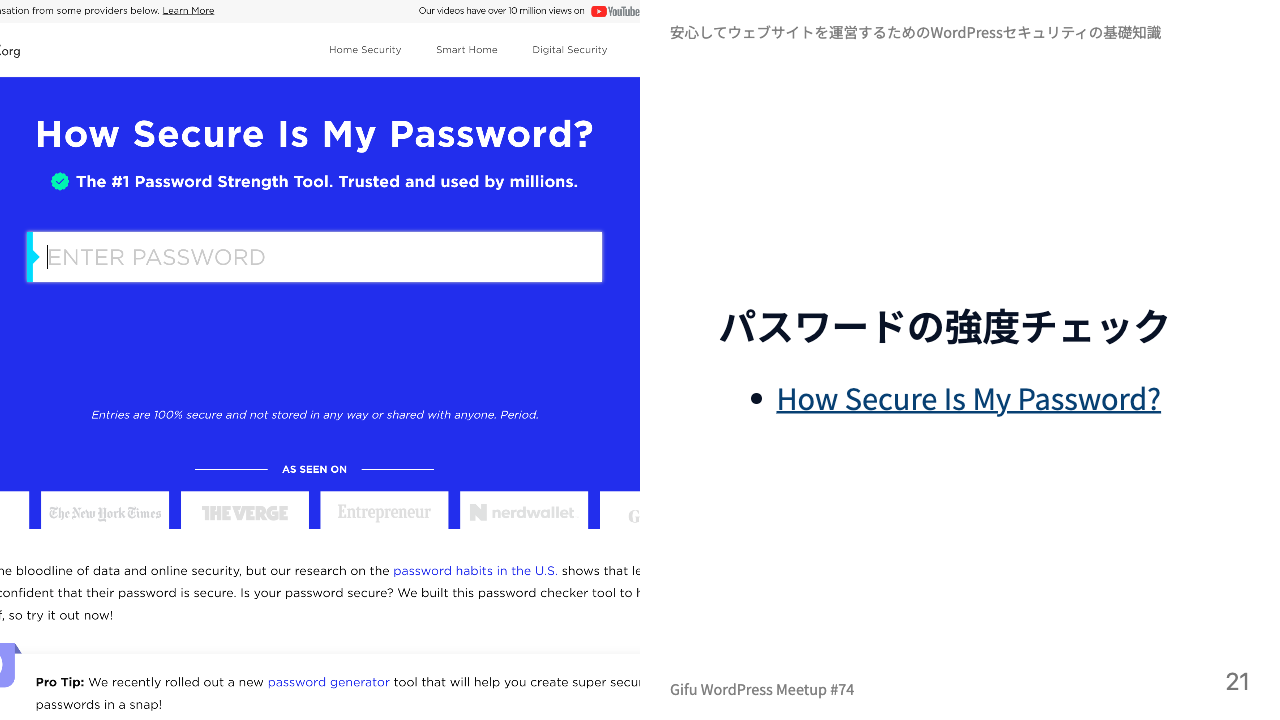 sation from some providers below. Learn More
Our videos have over 10 million views on YouTube
.org
Home Security
Smart Home
Digital Security
How Secure Is My Password?
The #1 Password Strength Tool. Trusted and used by millions.
ENTER PASSWORD
Entries are 100% secure and not stored in any way or shared with anyone. Period.
AS SEEN ON
The New York Times
THE VERGE
Entrepreneur
nerdwallet
G
he bloodline of data and online security, but our research on the password habits in the U.S. shows that le
confident that their password is secure. Is your password secure? We built this password checker tool to h
f, so try it out now!
Pro Tip: We recently rolled out a new password generator tool that will help you create super secur
passwords in a snap!
安心してウェブサイトを運営するためのWordPressセキュリティの基礎知識
パスワードの強度チェック
• How Secure Is My Password?
Gifu WordPress Meetup #74
21